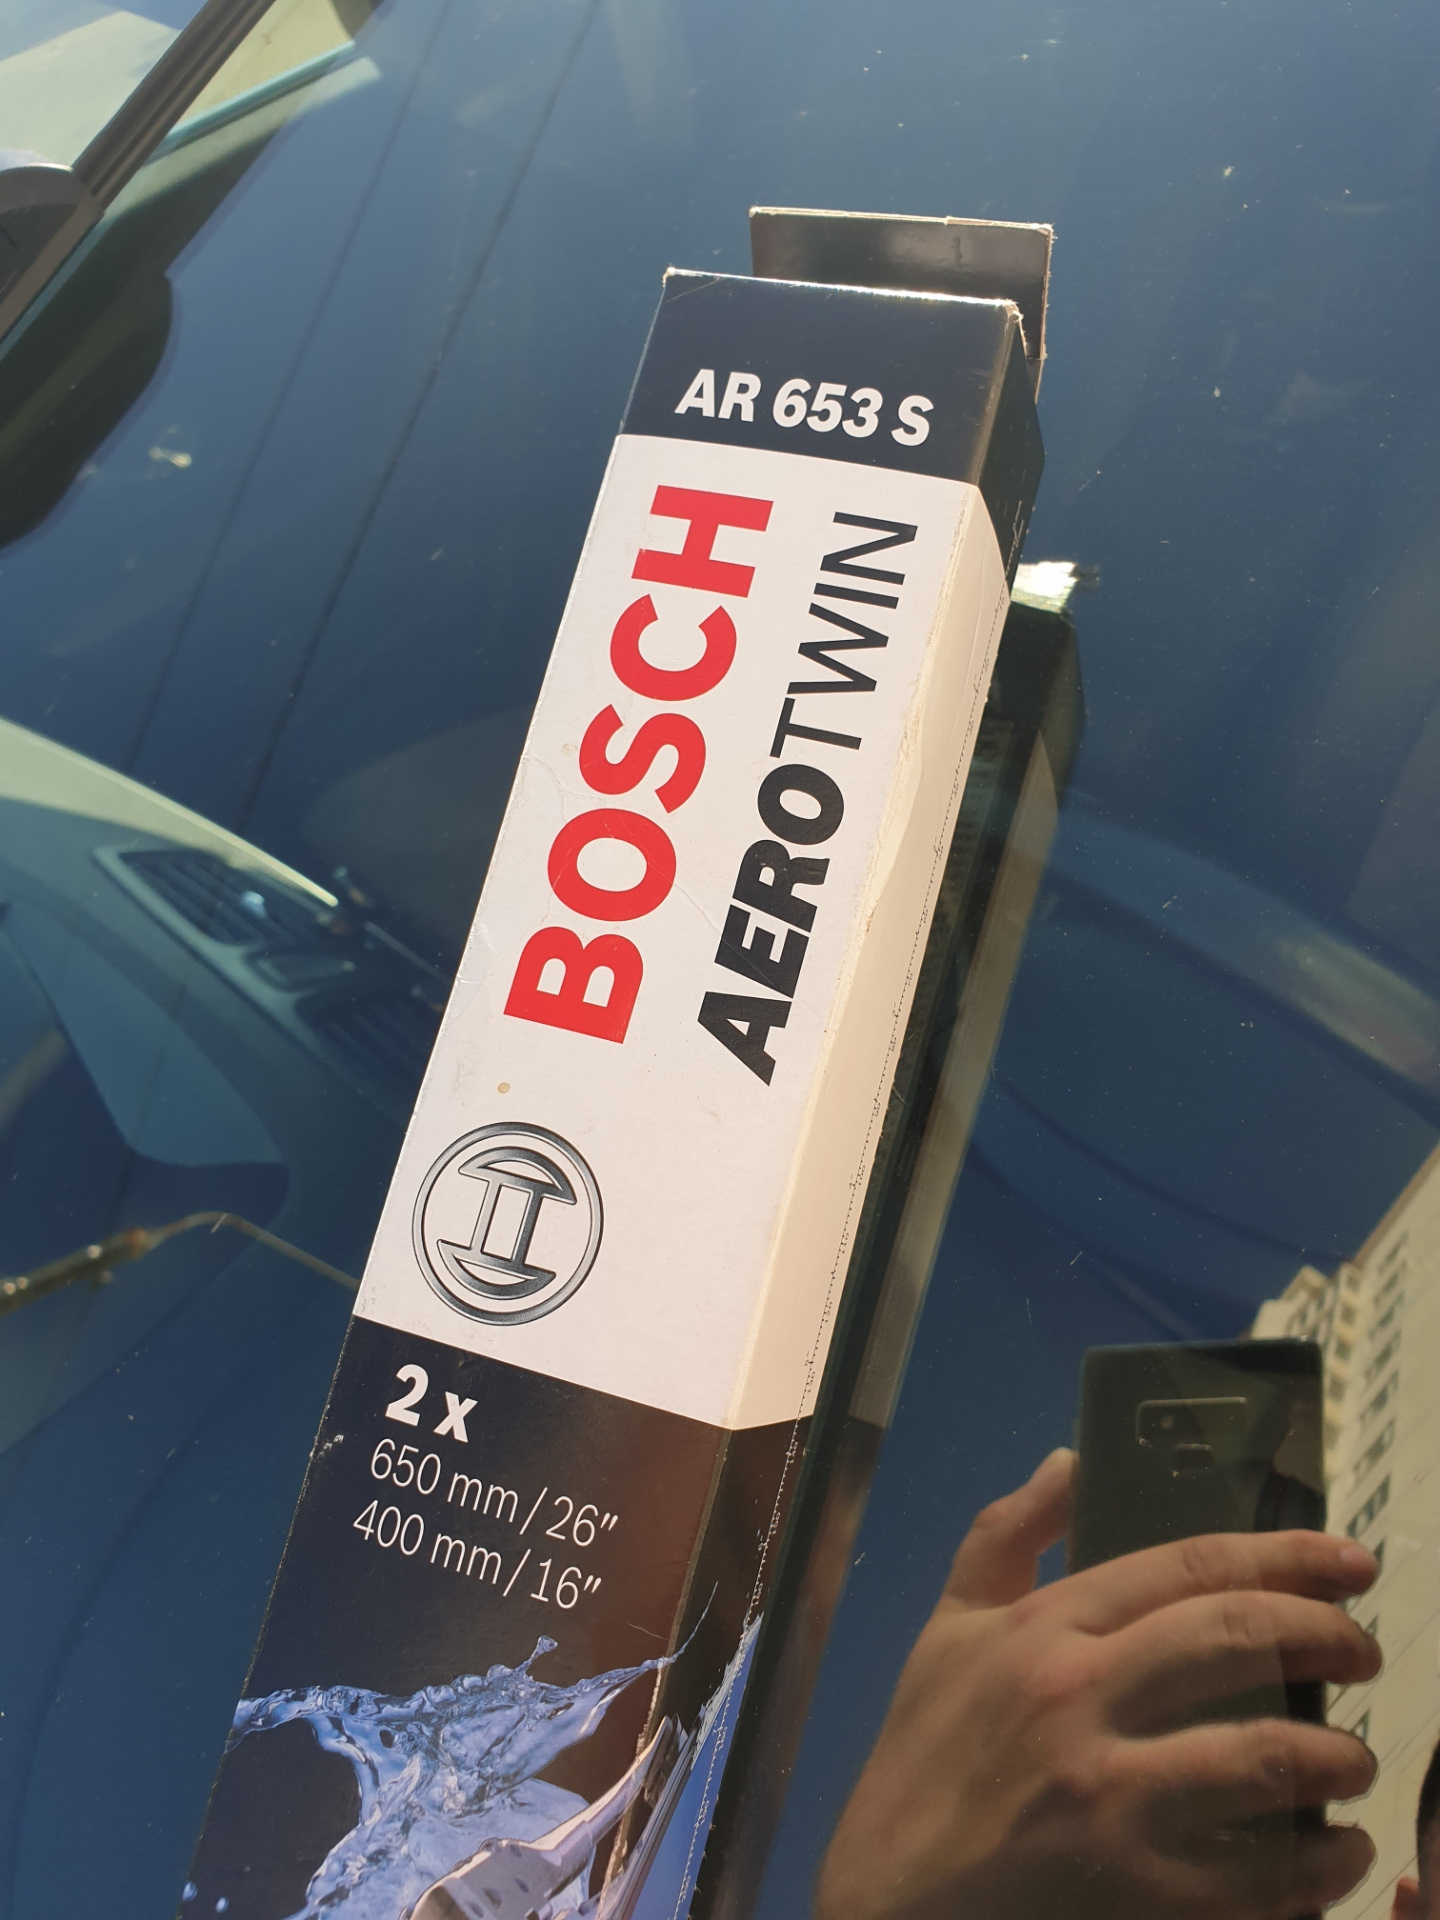 AR 653 S
BOSCH
AEROTWIN
2 x
650 mm/26"
400 mm/16"